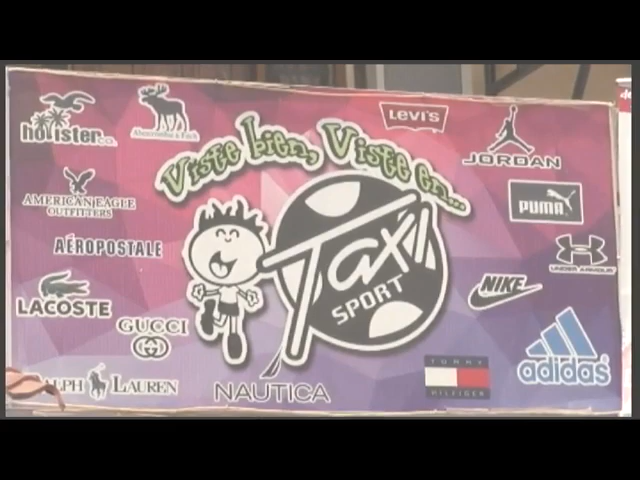 LEVI'S
hollister co.
Abercrombie & Fitch
Viste bien, Viste en...
JORDAN
AMERICAN EAGLE
OUTFITTERS
PUMA
AÉROPOSTALE
Taxi
SPORT
UNDER ARMOUR
LACOSTE
NIKE
GUCCI
adidas
TOMMY
HILFIGER
RALPH LAUREN
NAUTICA